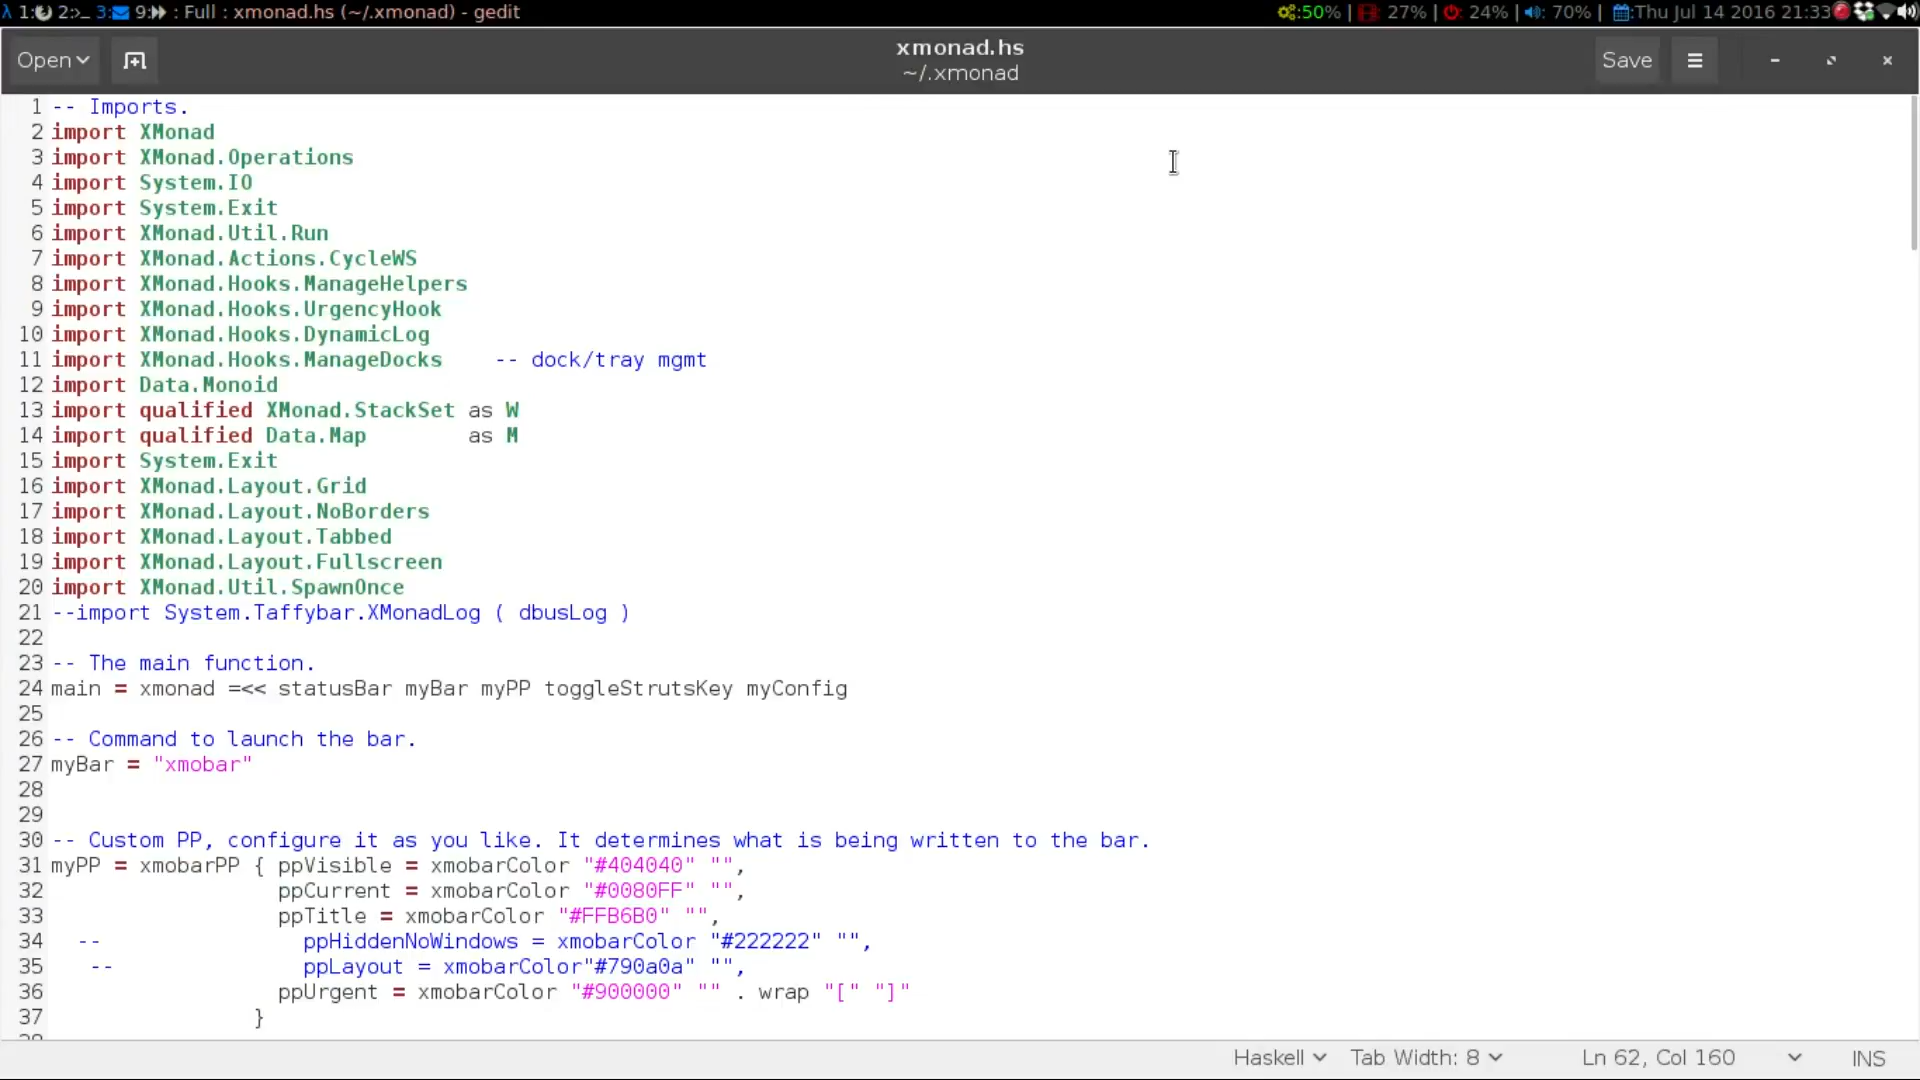 λ 1: 2:>_ 3: 9: : Full : xmonad.hs (~/.xmonad) - gedit :50% | : 27% | : 24% | : 70% | :Thu Jul 14 2016 21:33
Open xmonad.hs Save
~/.xmonad
1 -- Imports.
2 import XMonad
3 import XMonad.Operations
4 import System.IO
5 import System.Exit
6 import XMonad.Util.Run
7 import XMonad.Actions.CycleWS
8 import XMonad.Hooks.ManageHelpers
9 import XMonad.Hooks.UrgencyHook
10 import XMonad.Hooks.DynamicLog
11 import XMonad.Hooks.ManageDocks    -- dock/tray mgmt
12 import Data.Monoid
13 import qualified XMonad.StackSet as W
14 import qualified Data.Map        as M
15 import System.Exit
16 import XMonad.Layout.Grid
17 import XMonad.Layout.NoBorders
18 import XMonad.Layout.Tabbed
19 import XMonad.Layout.Fullscreen
20 import XMonad.Util.SpawnOnce
21 --import System.Taffybar.XMonadLog ( dbusLog )
22
23 -- The main function.
24 main = xmonad =<< statusBar myBar myPP toggleStrutsKey myConfig
25
26 -- Command to launch the bar.
27 myBar = "xmobar"
28
29
30 -- Custom PP, configure it as you like. It determines what is being written to the bar.
31 myPP = xmobarPP { ppVisible = xmobarColor "#404040" "",
32                   ppCurrent = xmobarColor "#0080FF" "",
33                   ppTitle = xmobarColor "#FFB6B0" "",
34   --                ppHiddenNoWindows = xmobarColor "#222222" "",
35    --               ppLayout = xmobarColor"#790a0a" "",
36                   ppUrgent = xmobarColor "#900000" "" . wrap "[" "]"
37                 }
Haskell Tab Width: 8 Ln 62, Col 160 INS